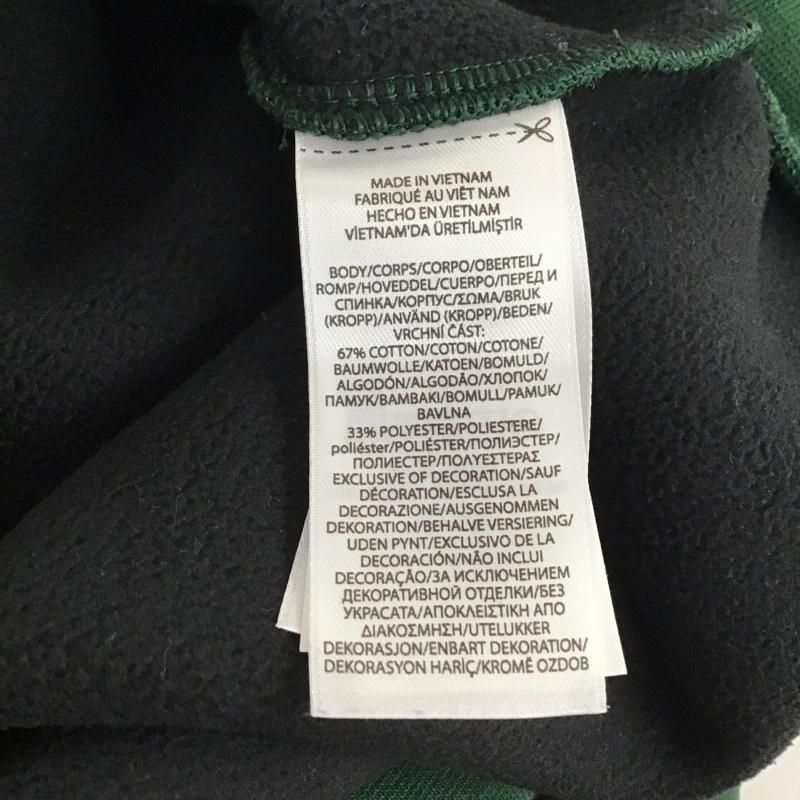 MADE IN VIETNAM
FABRIQUÉ AU VIÊT NAM
HECHO EN VIETNAM
VİETNAM'DA ÜRETİLMİŞTİR
BODY/CORPS/CORPO/OBERTEIL/
ROMP/HOVEDDEL/CUERPO/ПЕРЕД И
СПИНКА/КОРПУС/ΣΩΜΑ/BRUK
(KROPP)/ANVÄND (KROPP)/BEDEN/
VRCHNÍ ČÁST:
67% COTTON/COTON/COTONE/
BAUMWOLLE/KATOEN/BOMULD/
ALGODÓN/ALGODÃO/ХЛОПОК/
ПАМУК/ΒΑΜΒΑΚΙ/BOMULL/PAMUK/
BAVLNA
33% POLYESTER/POLIESTERE/
poliéster/POLIÉSTER/ПОЛИЭСТЕР/
ПОЛИЕСТЕР/ΠΟΛΥΕΣΤΕΡΑΣ
EXCLUSIVE OF DECORATION/SAUF
DÉCORATION/ESCLUSA LA
DECORAZIONE/AUSGENOMMEN
DEKORATION/BEHALVE VERSIERING/
UDEN PYNT/EXCLUSIVO DE LA
DECORACIÓN/NÃO INCLUI
DECORAÇÃO/ЗА ИСКЛЮЧЕНИЕМ
ДЕКОРАТИВНОЙ ОТДЕЛКИ/БЕЗ
УКРАСАТА/ΑΠΟΚΛΕΙΣΤΙΚΗ ΑΠΟ
ΔΙΑΚΟΣΜΗΣΗ/UTELUKKER
DEKORASJON/ENBART DEKORATION/
DEKORASYON HARİÇ/KROMĚ OZDOB